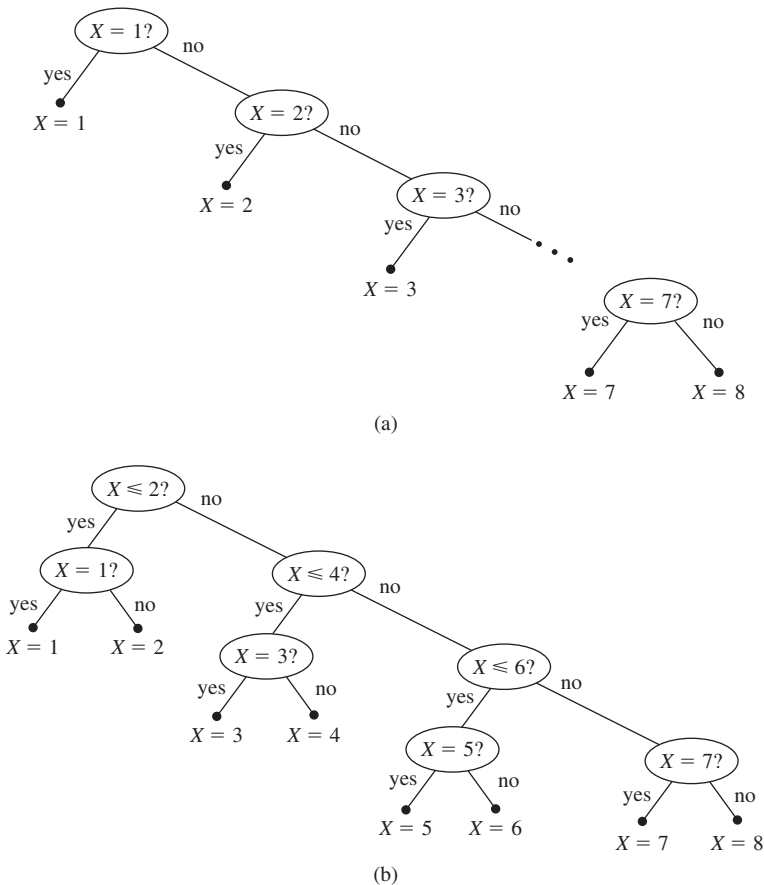 X = 1?
no
yes
X = 1
X = 2?
no
yes
X = 2
X = 3?
no
yes
X = 3
X = 7?
yes
no
X = 7
X = 8
(a)
X ⩽ 2?
no
yes
X = 1?
X ⩽ 4?
no
yes
no
yes
X = 1
X = 2
X = 3?
X ⩽ 6?
no
yes
no
yes
X = 3
X = 4
X = 5?
X = 7?
yes
no
yes
no
X = 5
X = 6
X = 7
X = 8
(b)